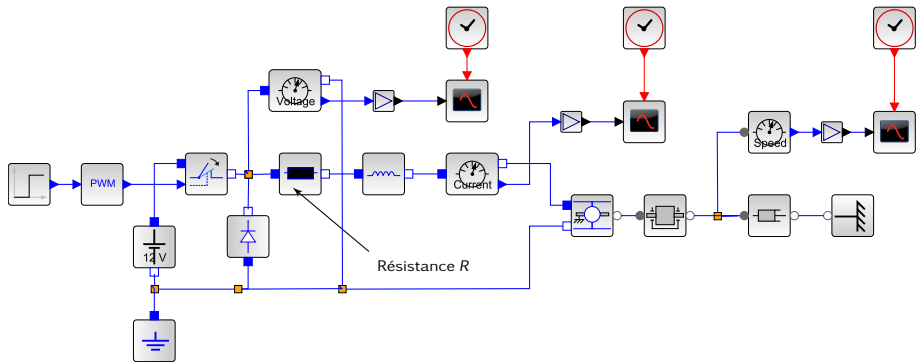 Voltage
PWM
Current
Speed
12 V
Résistance R